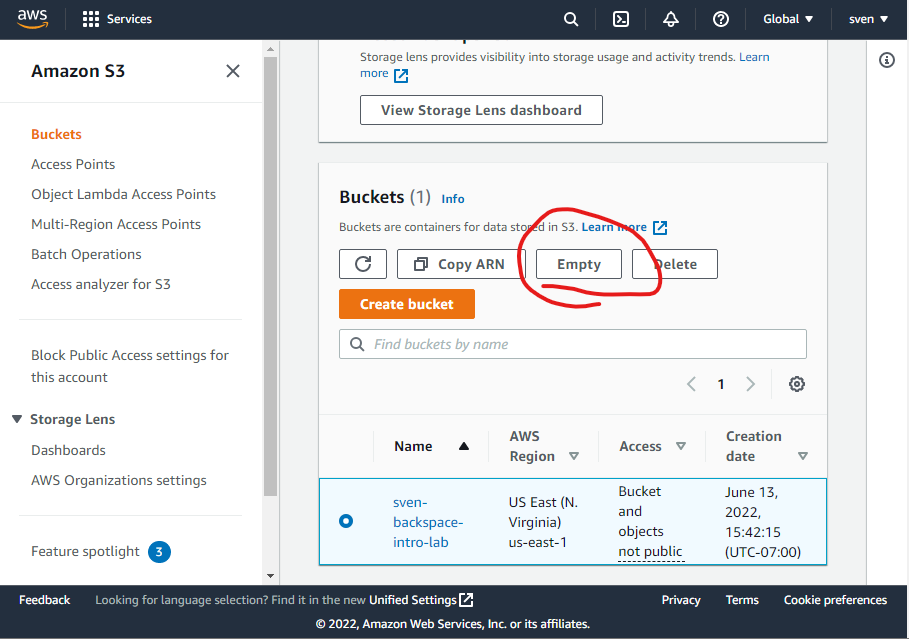 aws
Services
Global
sven
Amazon S3
Buckets
Access Points
Object Lambda Access Points
Multi-Region Access Points
Batch Operations
Access analyzer for S3
Block Public Access settings for
this account
Storage Lens
Dashboards
AWS Organizations settings
Feature spotlight 3
Storage lens provides visibility into storage usage and activity trends. Learn
more
View Storage Lens dashboard
Buckets (1) Info
Buckets are containers for data stored in S3. Learn more
Copy ARN
Empty
Delete
Create bucket
Find buckets by name
1
Name
AWS
Region
Access
Creation
date
sven-
backspace-
intro-lab
US East (N.
Virginia)
us-east-1
Bucket
and
objects
not public
June 13,
2022,
15:42:15
(UTC-07:00)
Feedback
Looking for language selection? Find it in the new Unified Settings
Privacy
Terms
Cookie preferences
© 2022, Amazon Web Services, Inc. or its affiliates.